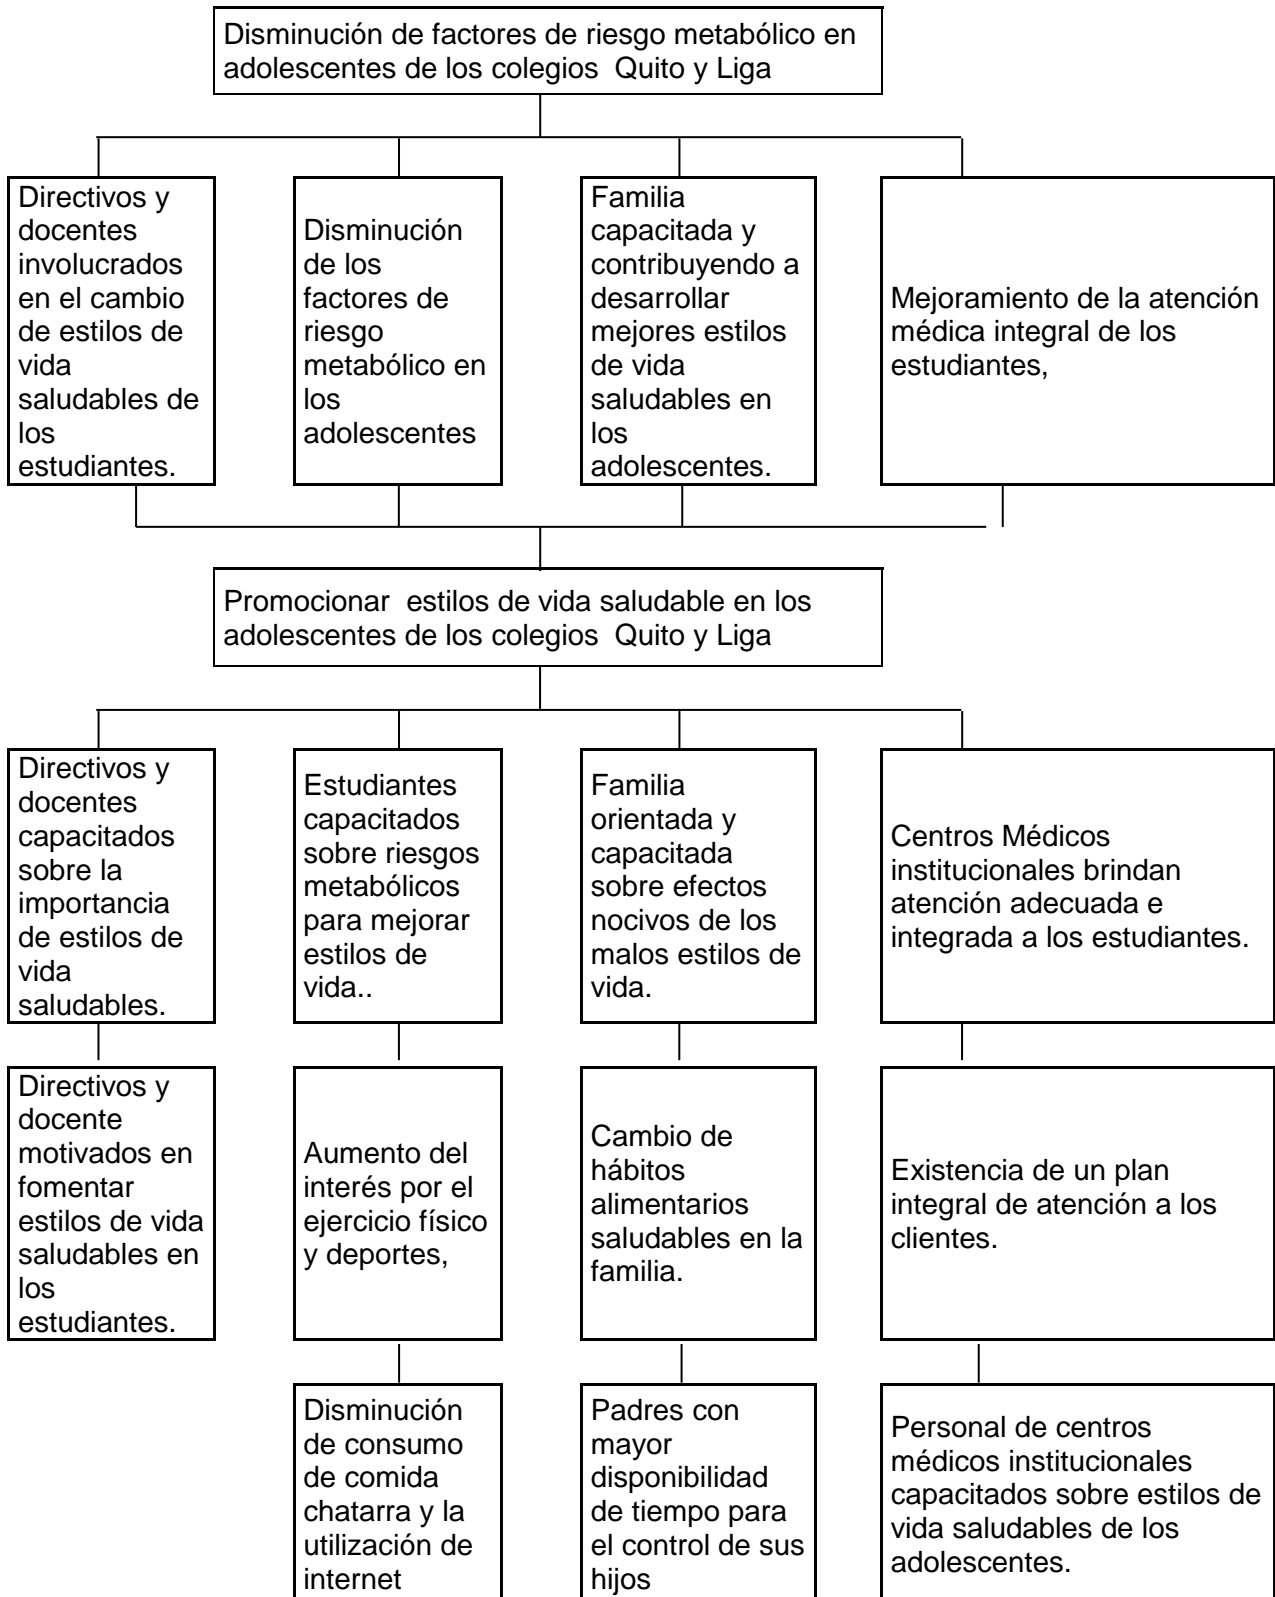 Disminución de factores de riesgo metabólico en
adolescentes de los colegios  Quito y Liga
Directivos y
docentes
involucrados
en el cambio
de estilos de
vida
saludables de
los
estudiantes.
Disminución
de los
factores de
riesgo
metabólico en
los
adolescentes
Familia
capacitada y
contribuyendo a
desarrollar
mejores estilos
de vida
saludables en
los
adolescentes.
Mejoramiento de la atención
médica integral de los
estudiantes,
Promocionar  estilos de vida saludable en los
adolescentes de los colegios  Quito y Liga
Directivos y
docentes
capacitados
sobre la
importancia
de estilos de
vida
saludables.
Estudiantes
capacitados
sobre riesgos
metabólicos
para mejorar
estilos de
vida..
Familia
orientada y
capacitada
sobre efectos
nocivos de los
malos estilos de
vida.
Centros Médicos
institucionales brindan
atención adecuada e
integrada a los estudiantes.
Directivos y
docente
motivados en
fomentar
estilos de vida
saludables en
los
estudiantes.
Aumento del
interés por el
ejercicio físico
y deportes,
Cambio de
hábitos
alimentarios
saludables en la
familia.
Existencia de un plan
integral de atención a los
clientes.
Disminución
de consumo
de comida
chatarra y la
utilización de
internet
Padres con
mayor
disponibilidad
de tiempo para
el control de sus
hijos
Personal de centros
médicos institucionales
capacitados sobre estilos de
vida saludables de los
adolescentes.